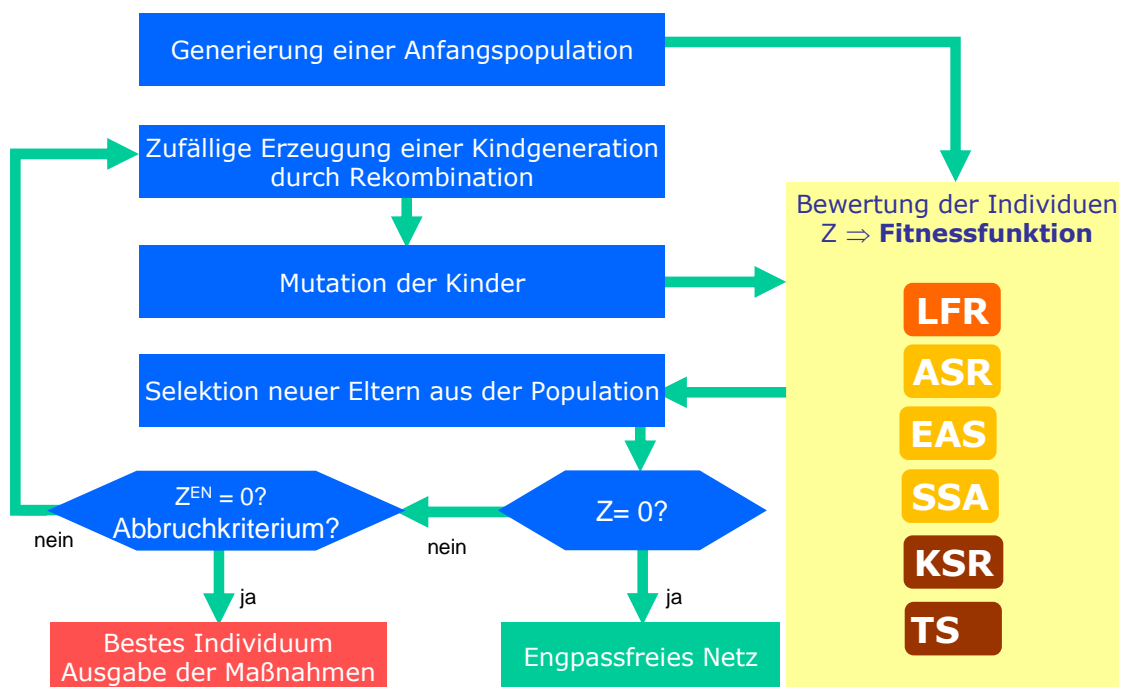 Generierung einer Anfangspopulation
Zufällige Erzeugung einer Kindgeneration
durch Rekombination
Mutation der Kinder
Selektion neuer Eltern aus der Population
Z^EN = 0?
Abbruchkriterium?
nein
Z= 0?
nein
ja
ja
Bestes Individuum
Ausgabe der Maßnahmen
Engpassfreies Netz
Bewertung der Individuen
Z ⇒ Fitnessfunktion
LFR
ASR
EAS
SSA
KSR
TS